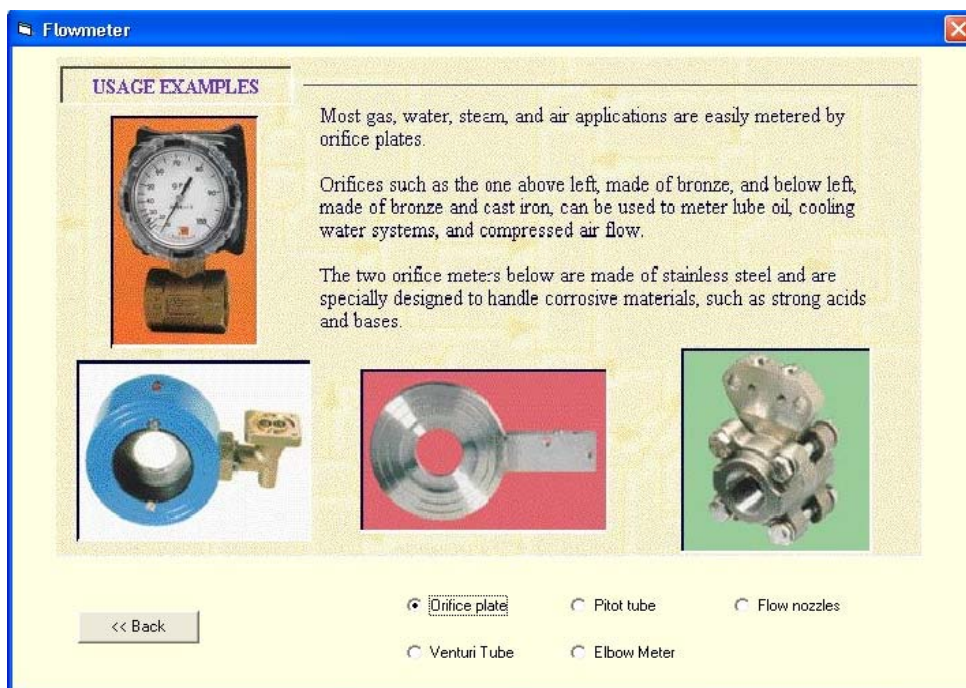 Flowmeter
USAGE EXAMPLES
Most gas, water, steam, and air applications are easily metered by
orifice plates.
Orifices such as the one above left, made of bronze, and below left,
made of bronze and cast iron, can be used to meter lube oil, cooling
water systems, and compressed air flow.
The two orifice meters below are made of stainless steel and are
specially designed to handle corrosive materials, such as strong acids
and bases.
<< Back
Orifice plate
Pitot tube
Flow nozzles
Venturi Tube
Elbow Meter